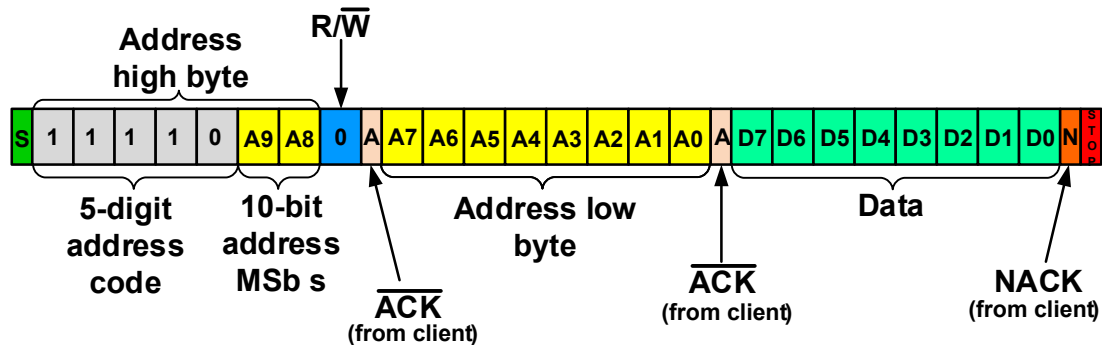 R/W̅
Address
high byte
S 1 1 1 1 0 A9 A8 0 A A7 A6 A5 A4 A3 A2 A1 A0 A D7 D6 D5 D4 D3 D2 D1 D0 N STOP
5-digit
address
code
10-bit
address
MSb s
A̅C̅K̅
(from client)
Address low
byte
A̅C̅K̅
(from client)
Data
NACK
(from client)